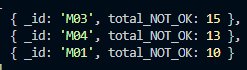 { _id: 'M03', total_NOT_OK: 15 },
{ _id: 'M04', total_NOT_OK: 13 },
{ _id: 'M01', total_NOT_OK: 10 }